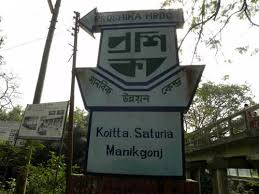 PROSHIKA HRDC
প্রশিকা
মানবিক উন্নয়ন কেন্দ্র
Koitta. Saturia
Manikgonj